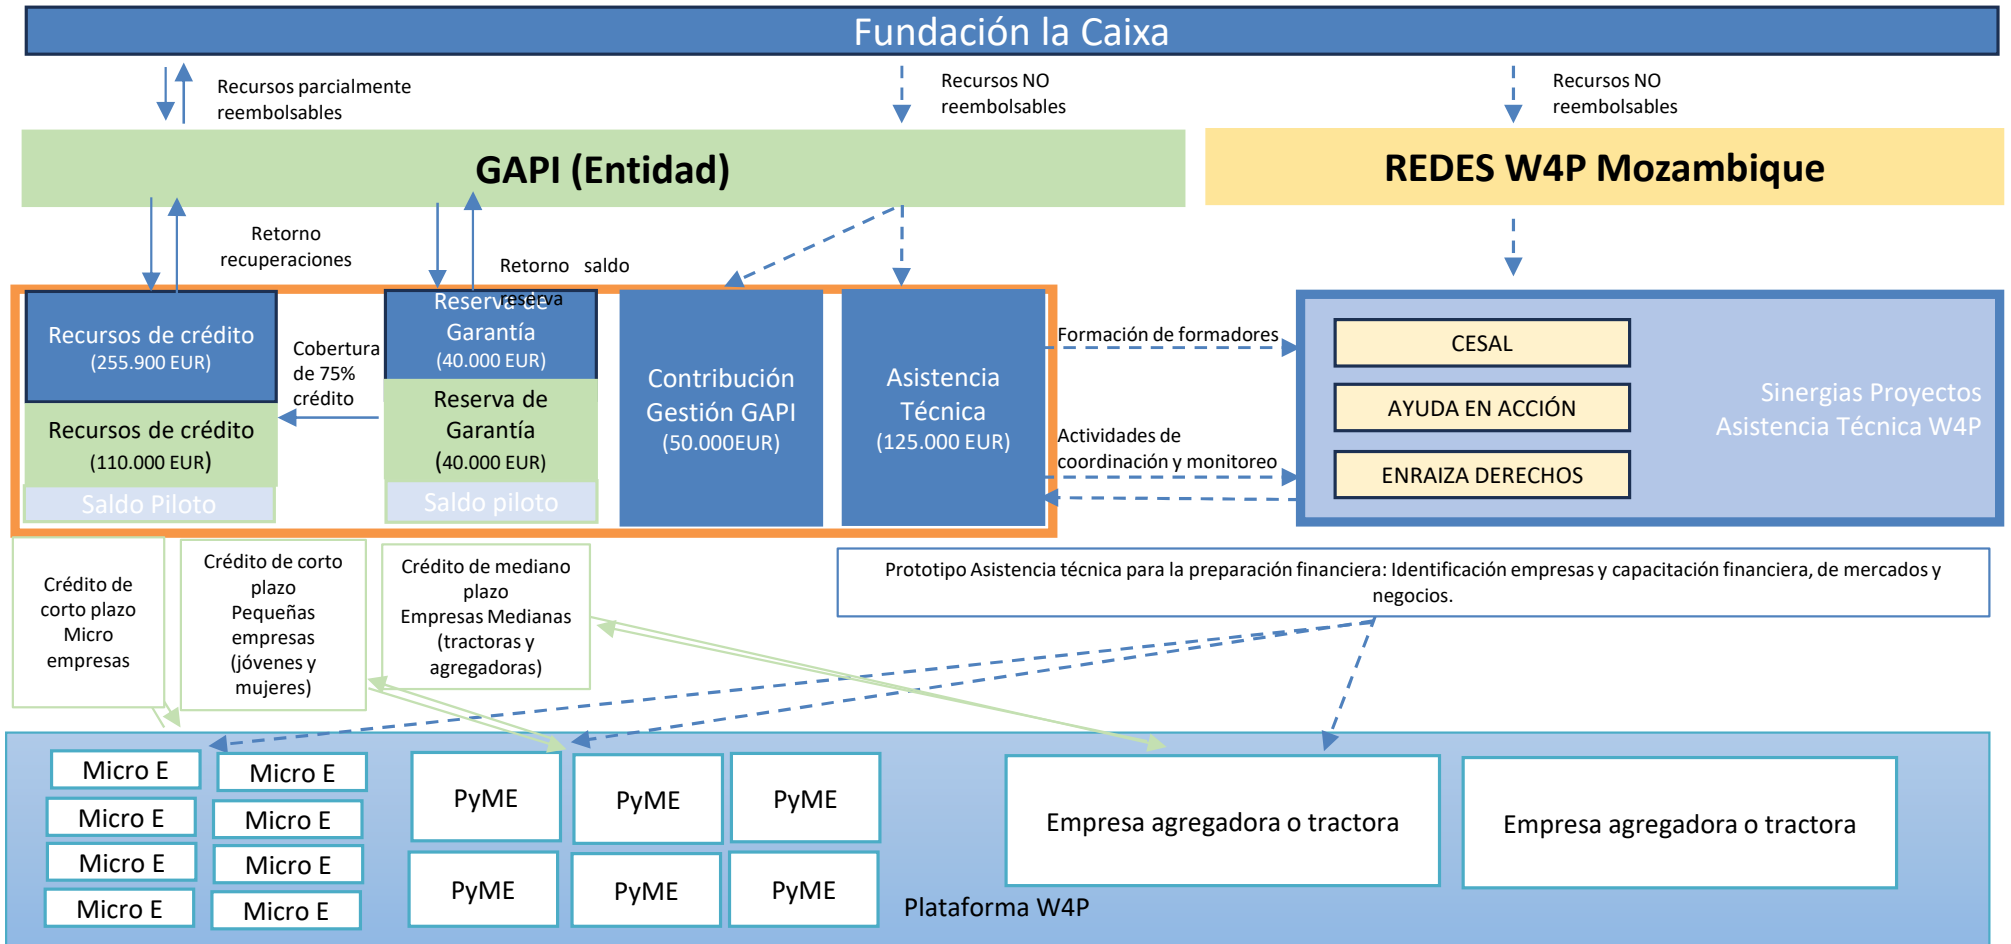 Fundación la Caixa
Recursos parcialmente
reembolsables
Recursos NO
reembolsables
Recursos NO
reembolsables
GAPI (Entidad)
REDES W4P Mozambique
Retorno
recuperaciones
Retorno saldo
reserva
Recursos de crédito
(255.900 EUR)
Recursos de crédito
(110.000 EUR)
Saldo Piloto
Cobertura
de 75%
crédito
Reserva de
Garantía
(40.000 EUR)
Reserva de
Garantía
(40.000 EUR)
Saldo piloto
Contribución
Gestión GAPI
(50.000EUR)
Asistencia
Técnica
(125.000 EUR)
Formación de formadores
Actividades de
coordinación y monitoreo
CESAL
AYUDA EN ACCIÓN
ENRAIZA DERECHOS
Sinergias Proyectos
Asistencia Técnica W4P
Crédito de
corto plazo
Micro
empresas
Crédito de corto
plazo
Pequeñas
empresas
(jóvenes y
mujeres)
Crédito de mediano
plazo
Empresas Medianas
(tractoras y
agregadoras)
Prototipo Asistencia técnica para la preparación financiera: Identificación empresas y capacitación financiera, de mercados y
negocios.
Micro E
Micro E
Micro E
Micro E
Micro E
Micro E
Micro E
Micro E
PyME
PyME
PyME
PyME
PyME
PyME
Empresa agregadora o tractora
Empresa agregadora o tractora
Plataforma W4P